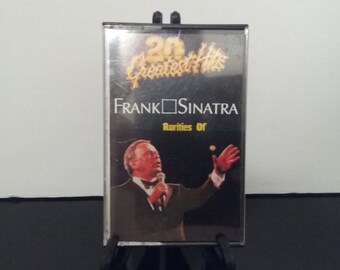 20
Greatest Hits
FRANK□SINATRA
Rarities Of